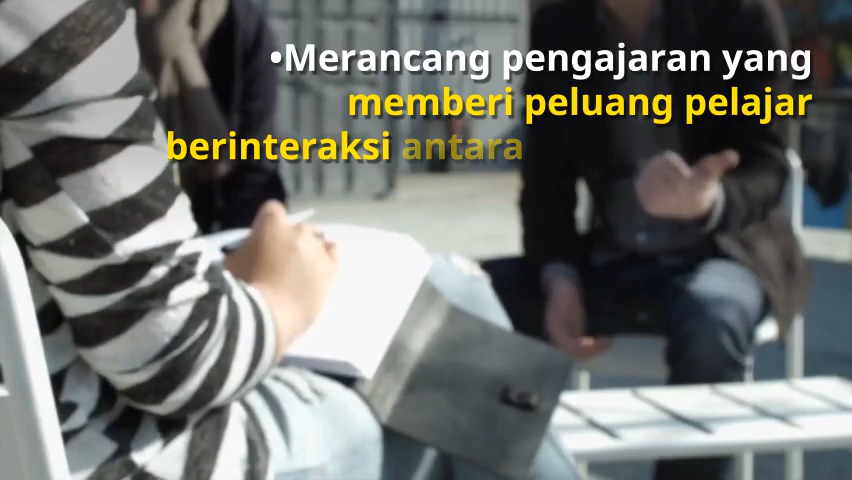 •Merancang pengajaran yang
memberi peluang pelajar
berinteraksi antara